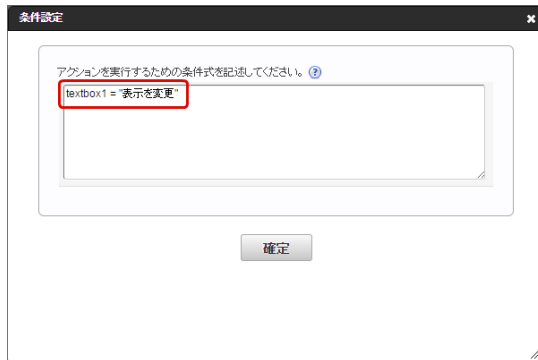 条件設定
アクションを実行するための条件式を記述してください。
textbox1 = "表示を変更"
確定